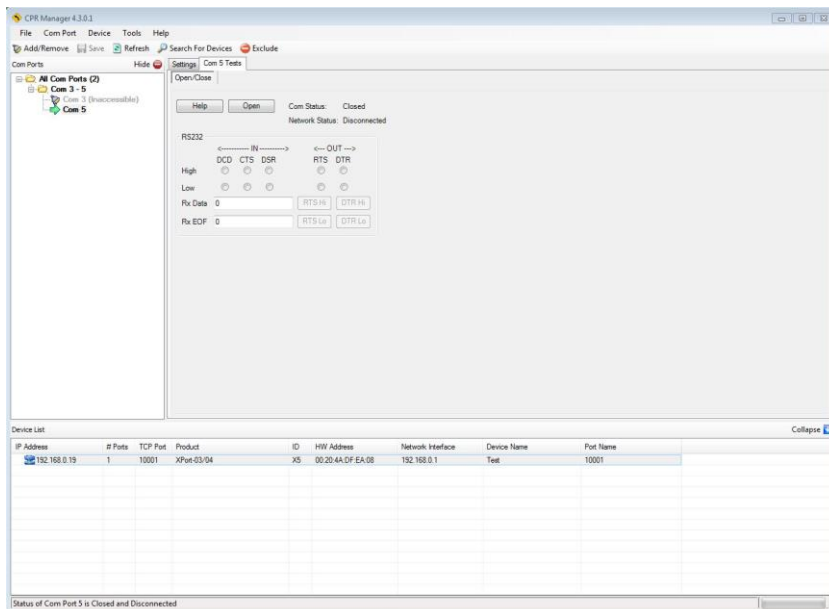 CPR Manager 4.3.0.1
File Com Port Device Tools Help
Add/Remove Save Refresh Search For Devices Exclude
Com Ports Hide
Settings Com 5 Tests
Open/Close
All Com Ports (2)
Com 3 - 5
Com 3 (Inaccessible)
Com 5
Help Open Com Status: Closed
Network Status: Disconnected
RS232
<---------- IN ---------> <--- OUT --->
DCD CTS DSR RTS DTR
High
Low
Rx Data 0 RTS Hi DTR Hi
Rx EOF 0 RTS Lo DTR Lo
Device List Collapse
IP Address # Ports TCP Port Product ID HW Address Network Interface Device Name Port Name
192.168.0.19 1 10001 XPort-03/04 X5 00:20:4A:DF:EA:08 192.168.0.1 Test 10001
Status of Com Port 5 is Closed and Disconnected